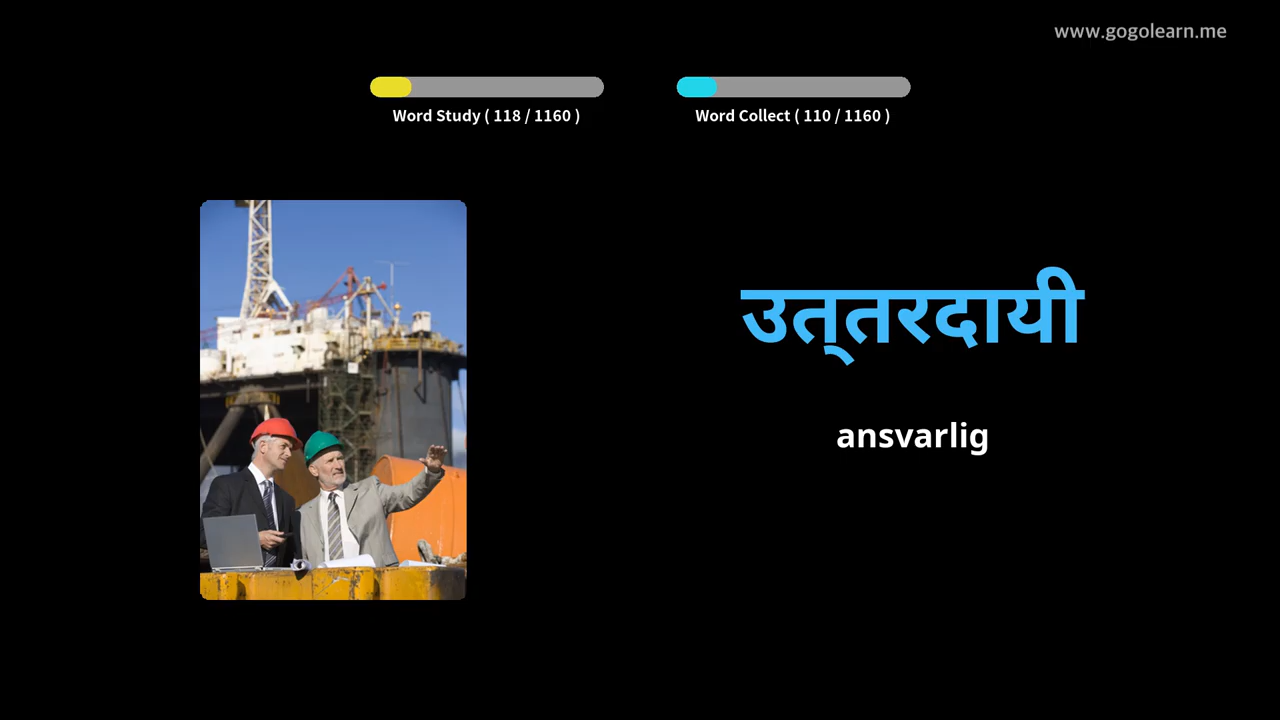 www.gogolearn.me
Word Study ( 118 / 1160 )
Word Collect ( 110 / 1160 )
उत्‌तरदायी
ansvarlig